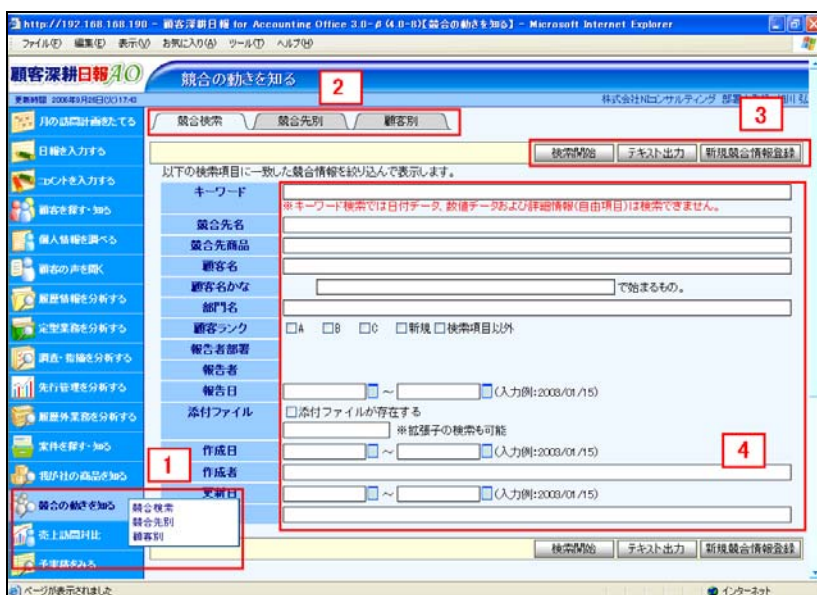 http://192.168.168.190 - 顧客深耕日報 for Accounting Office 3.0-β (4.0-8)【競合の動きを知る】 - Microsoft Internet Explorer
ファイル(F) 編集(E) 表示(V) お気に入り(A) ツール(T) ヘルプ(H)
顧客深耕日報AO
競合の動きを知る
2
株式会社NIコンサルティング
3
月の訪問計画をたてる
競合検索 競合先別 顧客別
日報を入力する
検索開始 テキスト出力 新規競合情報登録
以下の検索項目に一致した競合情報を絞り込んで表示します。
コメントを入力する
キーワード
※キーワード検索では日付データ、数値データおよび詳細情報(自由項目)は検索できません。
顧客を探す・知る
競合先名
個人情報を調べる
競合先商品
顧客の声を聞く
顧客名
顧客名かな で始まるもの。
履歴情報を分析する
部門名
定型業務を分析する
顧客ランク A B C 新規 検索項目以外
報告者部署
調査・指摘を分析する
報告者
先行管理を分析する
報告日 ~ (入力例:2003/01/15)
履歴外業務を分析する
添付ファイル 添付ファイルが存在する
※拡張子の検索も可能
案件を探す・知る
4
作成日 ~ (入力例:2003/01/15)
1
我が社の商品を知る
作成者
競合の動きを知る
更新日 ~ (入力例:2003/01/15)
競合検索
競合先別
顧客別
売上訪問対比
検索開始 テキスト出力 新規競合情報登録
予実績をみる
ページが表示されました
インターネット